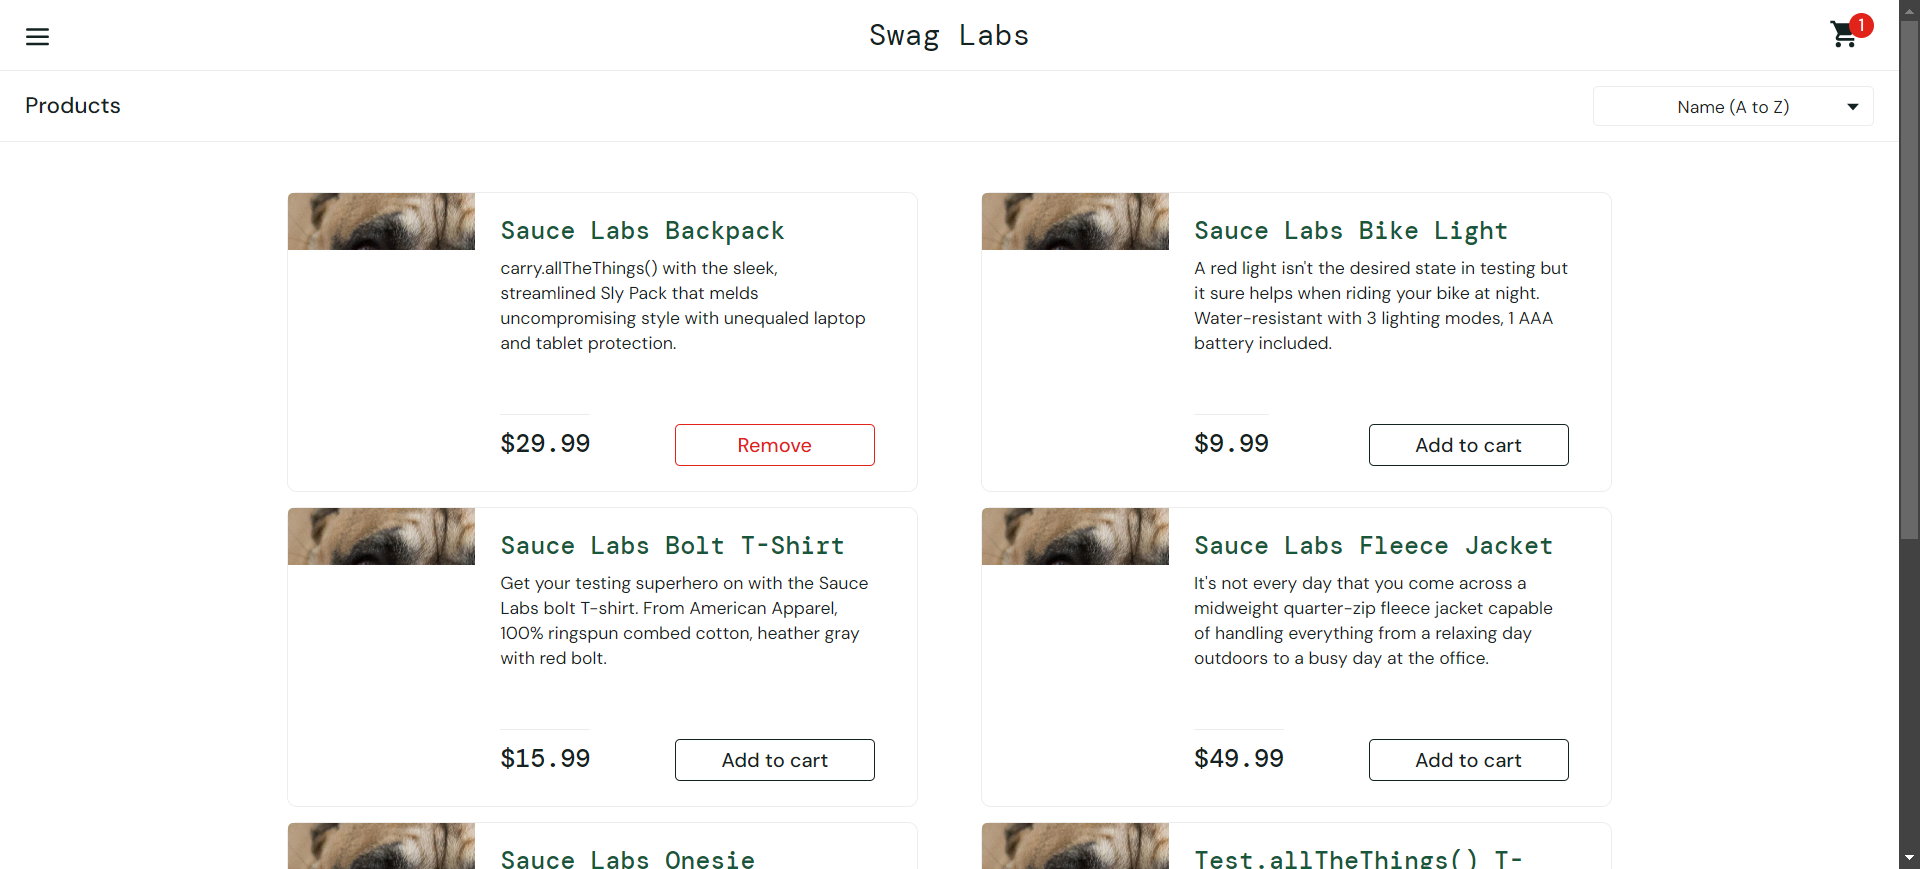 Swag Labs
1
Products
Name (A to Z)
Sauce Labs Backpack
carry.allTheThings() with the sleek,
streamlined Sly Pack that melds
uncompromising style with unequaled laptop
and tablet protection.
$29.99
Remove
Sauce Labs Bike Light
A red light isn't the desired state in testing but
it sure helps when riding your bike at night.
Water-resistant with 3 lighting modes, 1 AAA
battery included.
$9.99
Add to cart
Sauce Labs Bolt T-Shirt
Get your testing superhero on with the Sauce
Labs bolt T-shirt. From American Apparel,
100% ringspun combed cotton, heather gray
with red bolt.
$15.99
Add to cart
Sauce Labs Fleece Jacket
It's not every day that you come across a
midweight quarter-zip fleece jacket capable
of handling everything from a relaxing day
outdoors to a busy day at the office.
$49.99
Add to cart
Sauce Labs Onesie
Test.allTheThings() T-